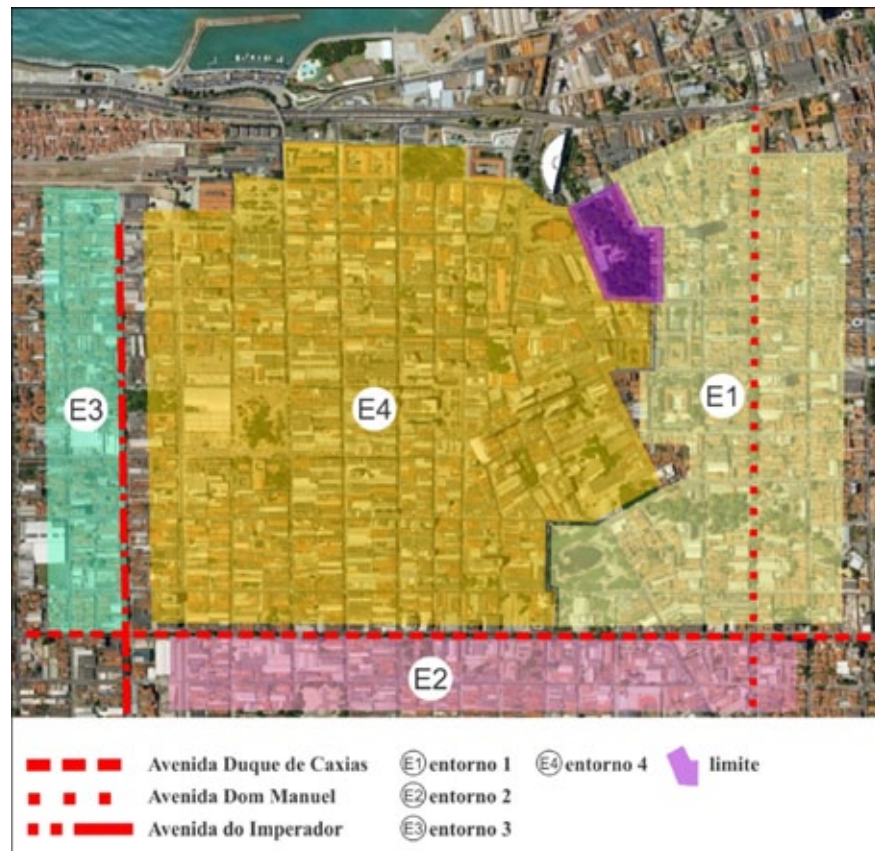 E3
E4
E1
E2
Avenida Duque de Caxias E1 entorno 1 E4 entorno 4 limite
Avenida Dom Manuel E2 entorno 2
Avenida do Imperador E3 entorno 3